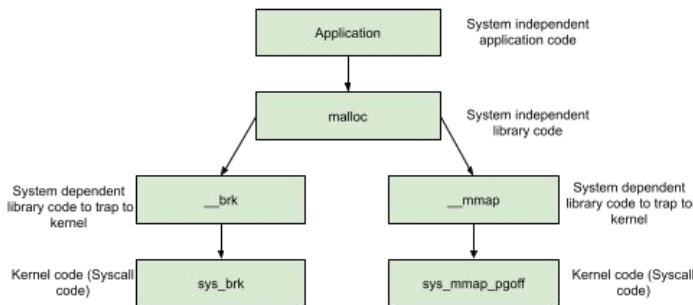 Application
System independent
application code
malloc
System independent
library code
System dependent
library code to trap to
kernel
__brk
__mmap
System dependent
library code to trap to
kernel
Kernel code (Syscall
code)
sys_brk
sys_mmap_pgoff
Kernel code (Syscall
code)